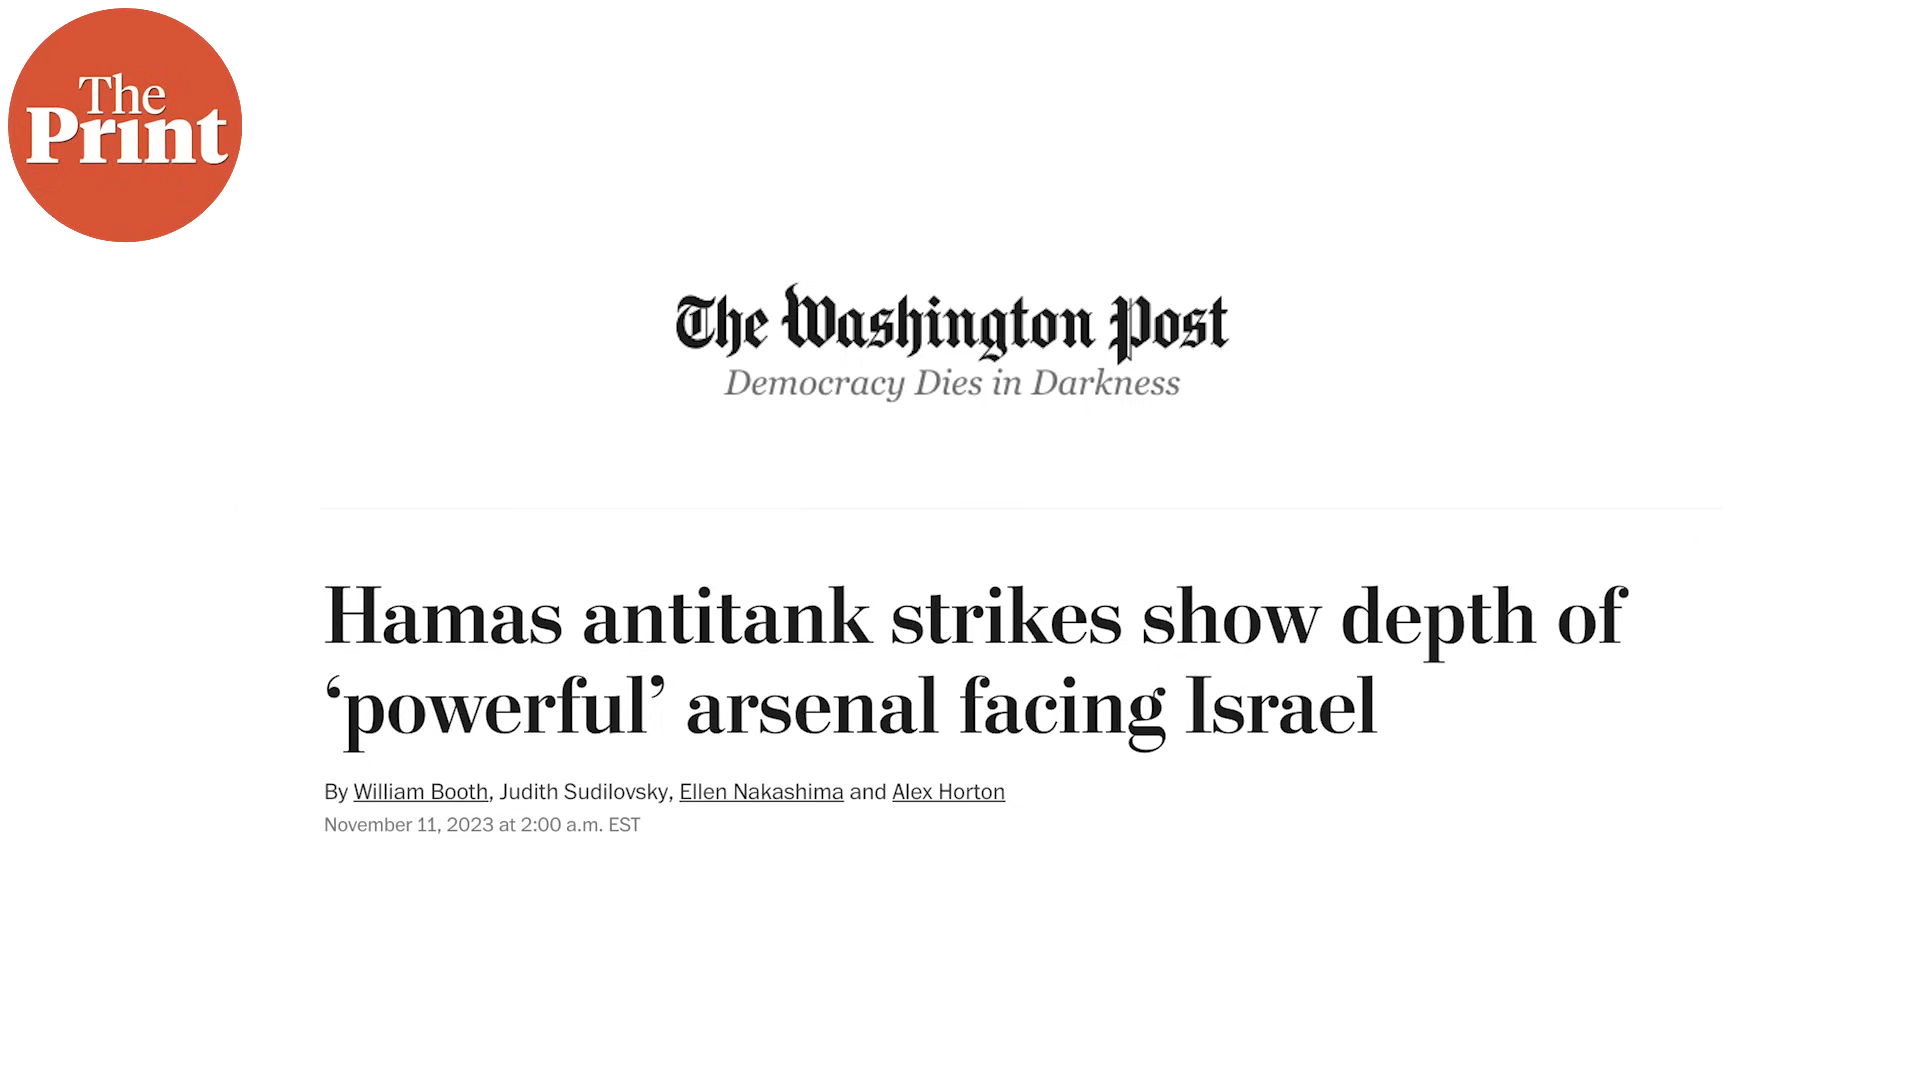 The
Print
The Washington Post
Democracy Dies in Darkness
Hamas antitank strikes show depth of
‘powerful’ arsenal facing Israel
By William Booth, Judith Sudilovsky, Ellen Nakashima and Alex Horton
November 11, 2023 at 2:00 a.m. EST